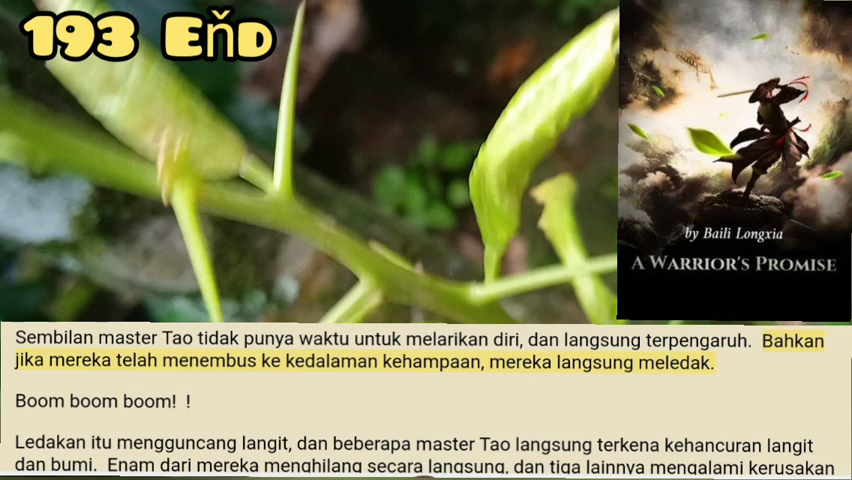 193 Eňd
by Baili Longxia
A Warrior's Promise
Sembilan master Tao tidak punya waktu untuk melarikan diri, dan langsung terpengaruh. Bahkan
jika mereka telah menembus ke kedalaman kehampaan, mereka langsung meledak.
Boom boom boom! !
Ledakan itu mengguncang langit, dan beberapa master Tao langsung terkena kehancuran langit
dan bumi. Enam dari mereka menghilang secara langsung, dan tiga lainnya mengalami kerusakan